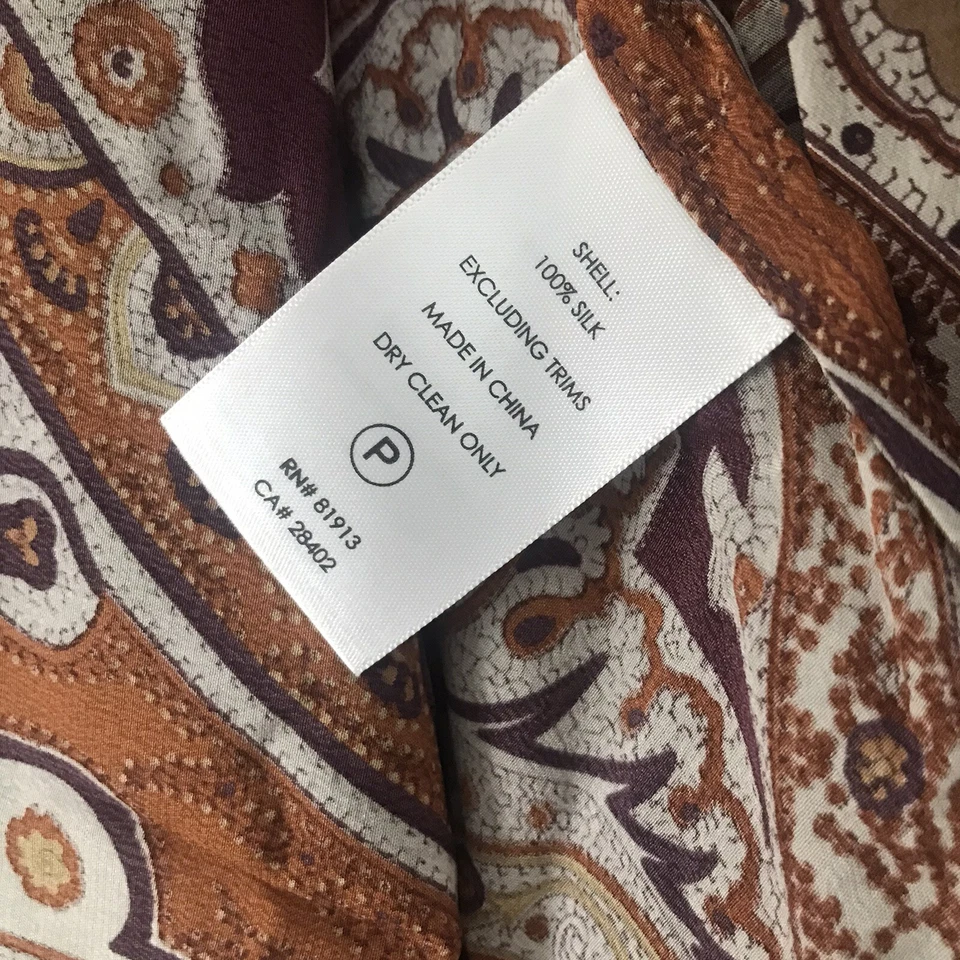 SHELL:
100% SILK
EXCLUDING TRIMS
MADE IN CHINA
DRY CLEAN ONLY
P
RN# 81913
CA# 28402